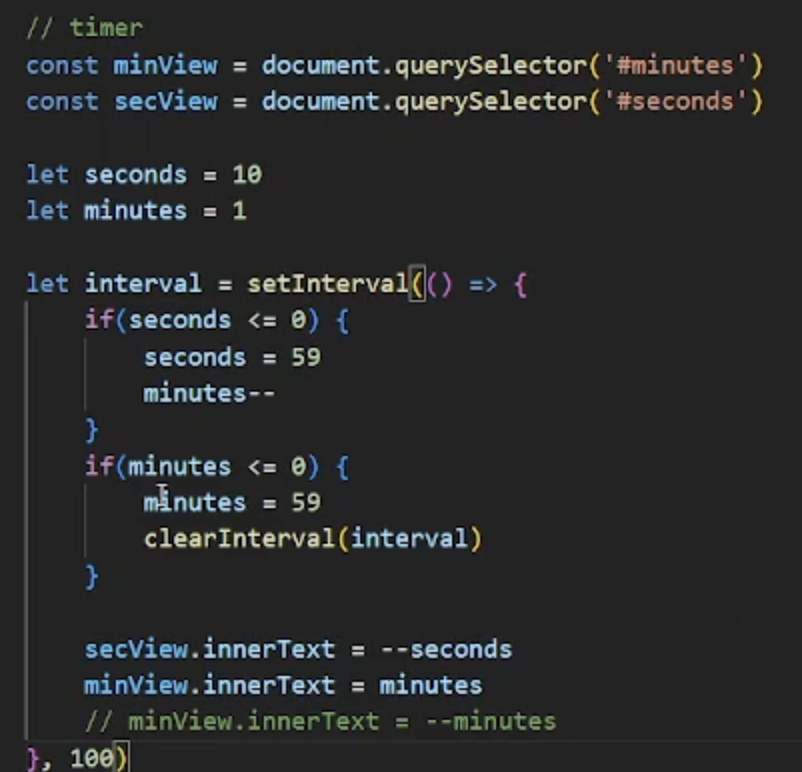 // timer
const minView = document.querySelector('#minutes')
const secView = document.querySelector('#seconds')

let seconds = 10
let minutes = 1

let interval = setInterval(() => {
    if(seconds <= 0) {
        seconds = 59
        minutes--
    }
    if(minutes <= 0) {
        minutes = 59
        clearInterval(interval)
    }

    secView.innerText = --seconds
    minView.innerText = minutes
    // minView.innerText = --minutes
}, 100)